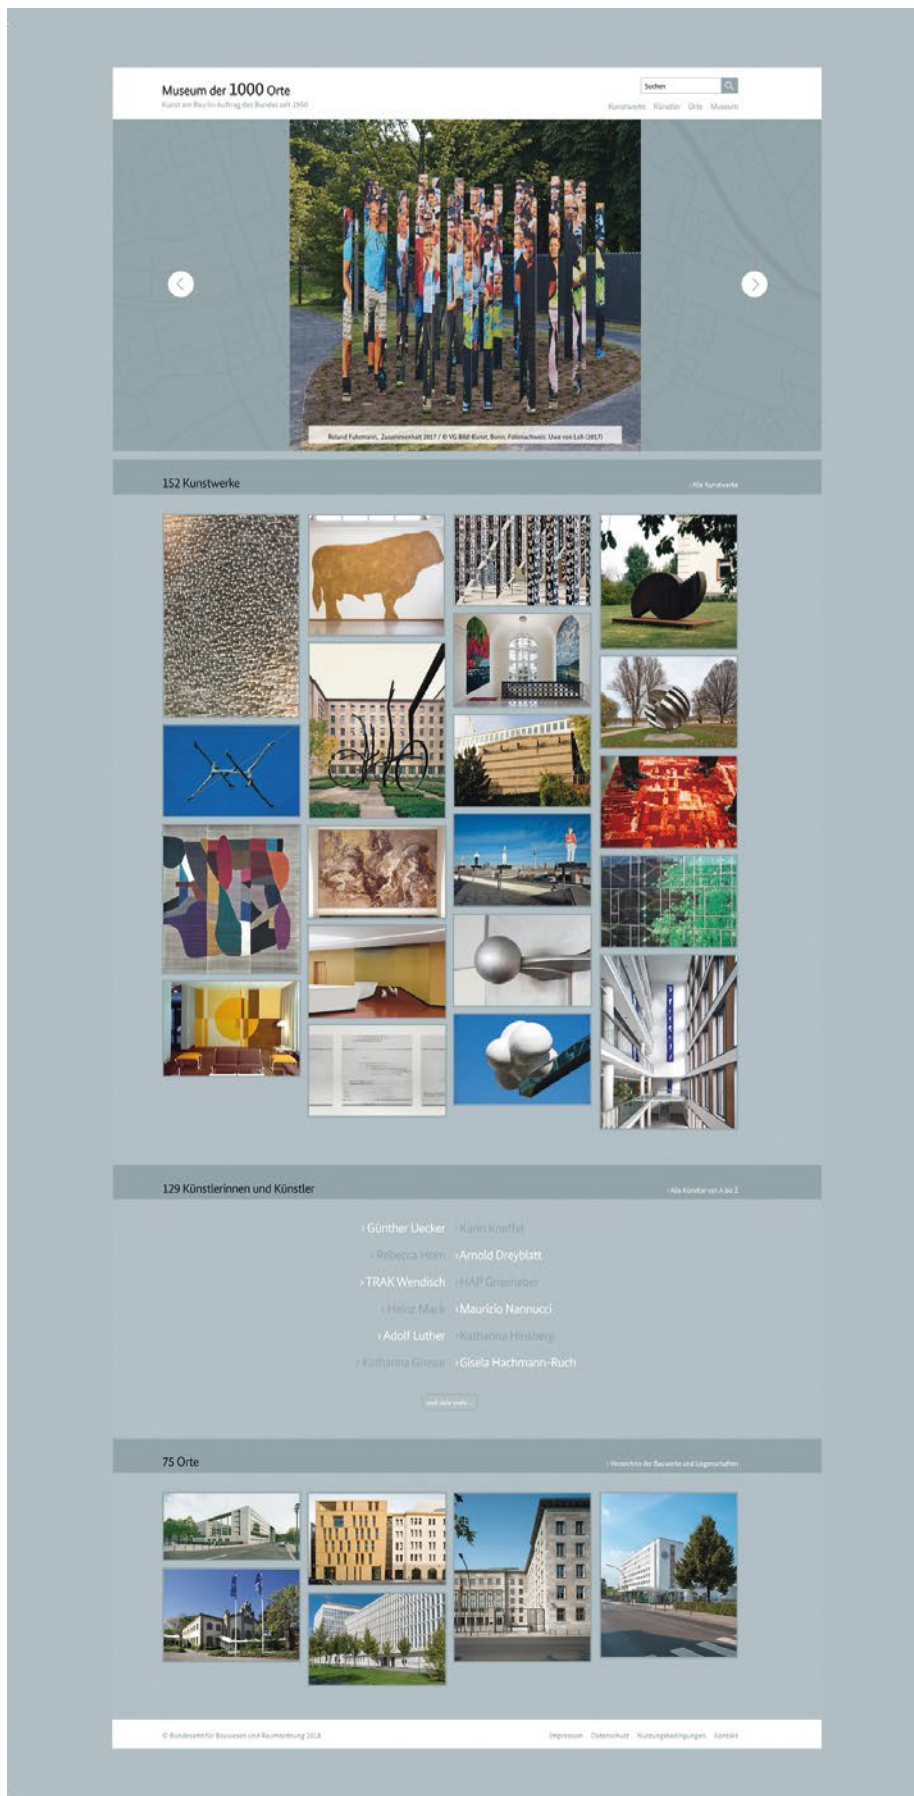 Museum der 1000 Orte
Kunst am Bau im Auftrag des Bundes seit 1950
Suchen
Kunstwerke Künstler Orte Museum
Roland Fuhrmann, Zusammenhalt 2017 / © VG Bild-Kunst, Bonn; Fotonachweis: Uwe von Loh (2017)
152 Kunstwerke
› Alle Kunstwerke
129 Künstlerinnen und Künstler
› Alle Künstler von A bis Z
› Günther Uecker › Karin Kneffel
› Rebecca Horn › Arnold Dreyblatt
› TRAK Wendisch › HAP Grieshaber
› Heinz Mack › Maurizio Nannucci
› Adolf Luther › Katharina Hinsberg
› Katharina Grosse › Gisela Hachmann-Ruch
und viele mehr ...
75 Orte
› Verzeichnis der Bauwerke und Liegenschaften
© Bundesamt für Bauwesen und Raumordnung 2018
Impressum Datenschutz Nutzungsbedingungen Kontakt